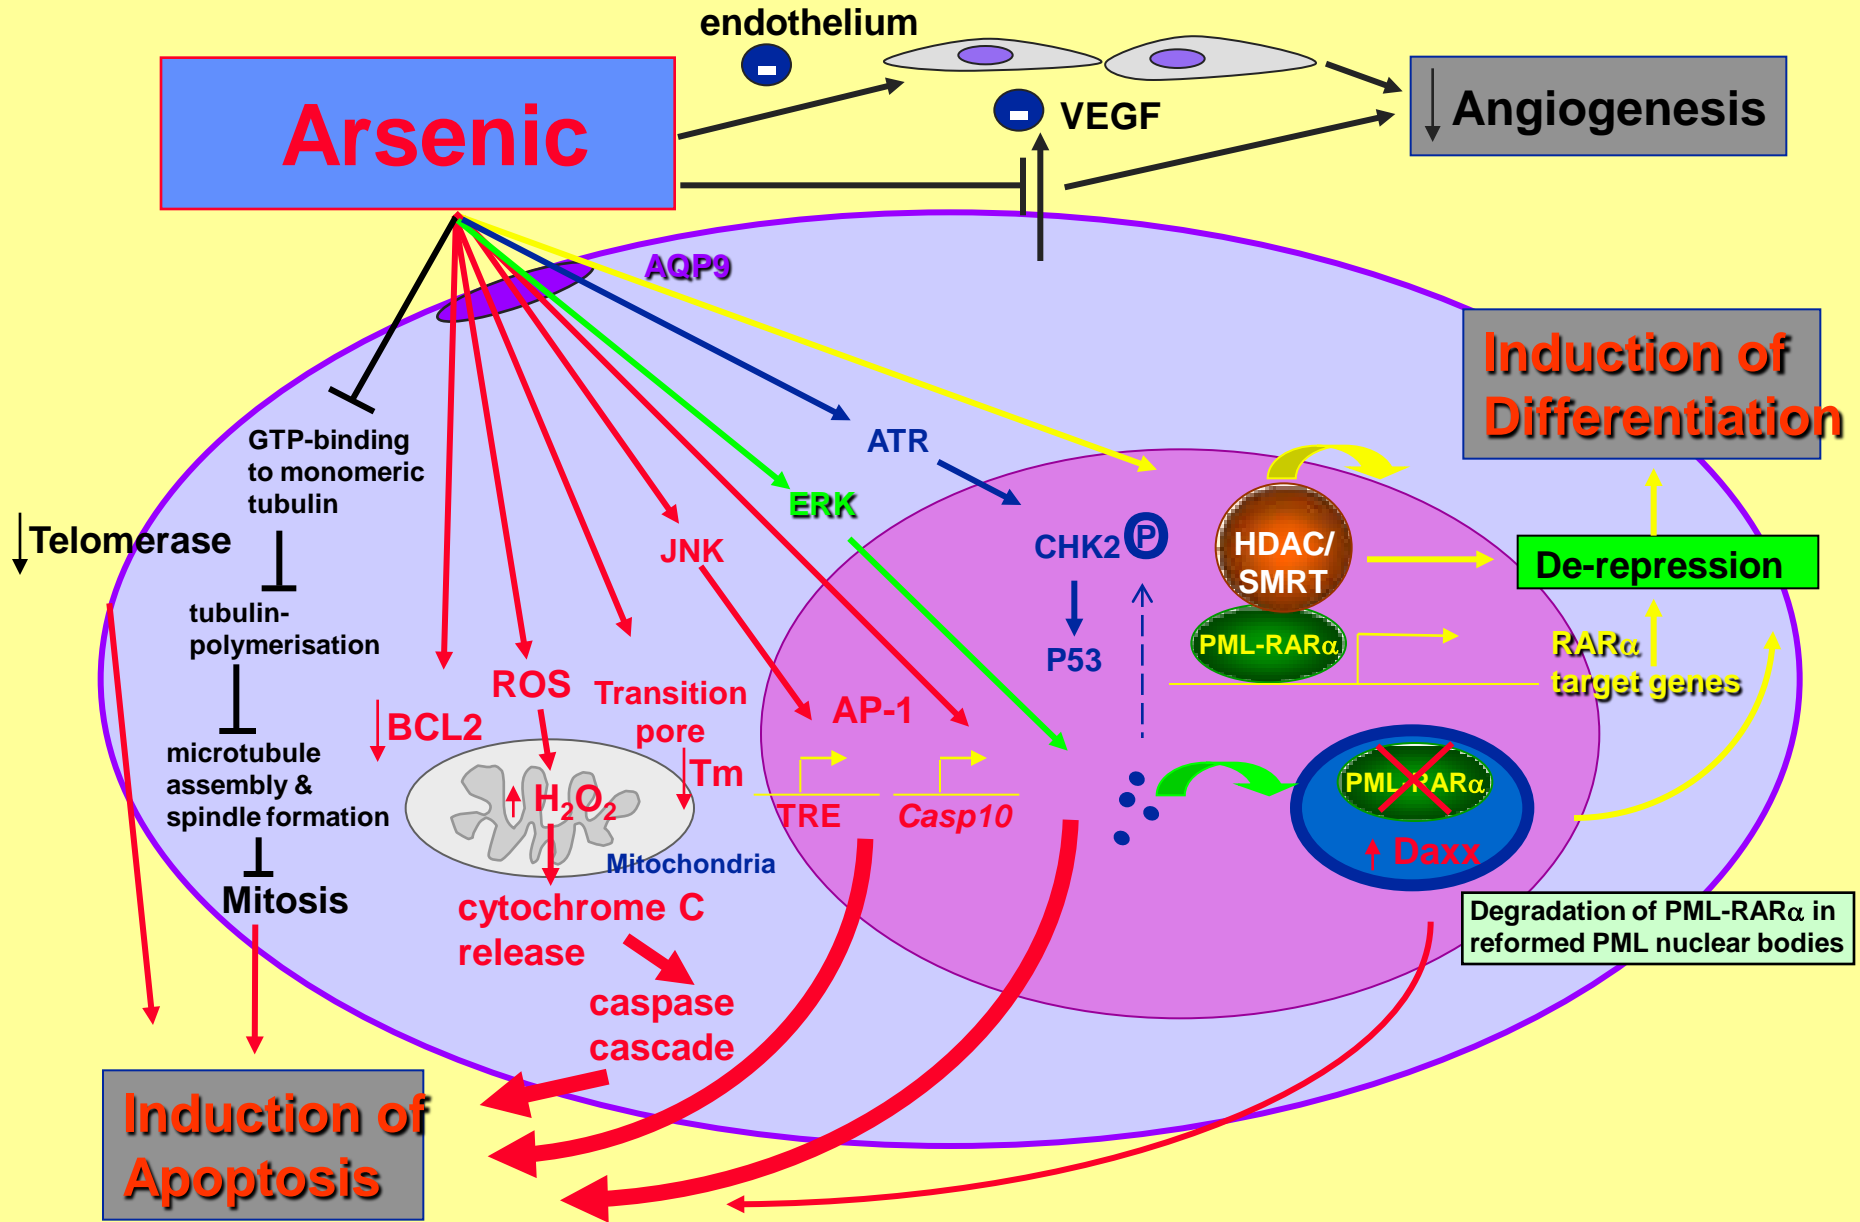 endothelium
-
Arsenic
-
VEGF
↓ Angiogenesis
AQP9
Induction of
Differentiation
GTP-binding
to monomeric
tubulin
ATR
ERK
↓ Telomerase
JNK
CHK2 P
HDAC/
SMRT
De-repression
tubulin-
polymerisation
P53
PML-RARα
RARα
target genes
ROS
Transition
pore
↓ BCL2
AP-1
↓ Tm
microtubule
assembly &
spindle formation
↑ H₂O₂
TRE
Casp10
PML-RARα
↑ Daxx
Mitochondria
Mitosis
cytochrome C
release
Degradation of PML-RARα in
reformed PML nuclear bodies
caspase
cascade
Induction of
Apoptosis